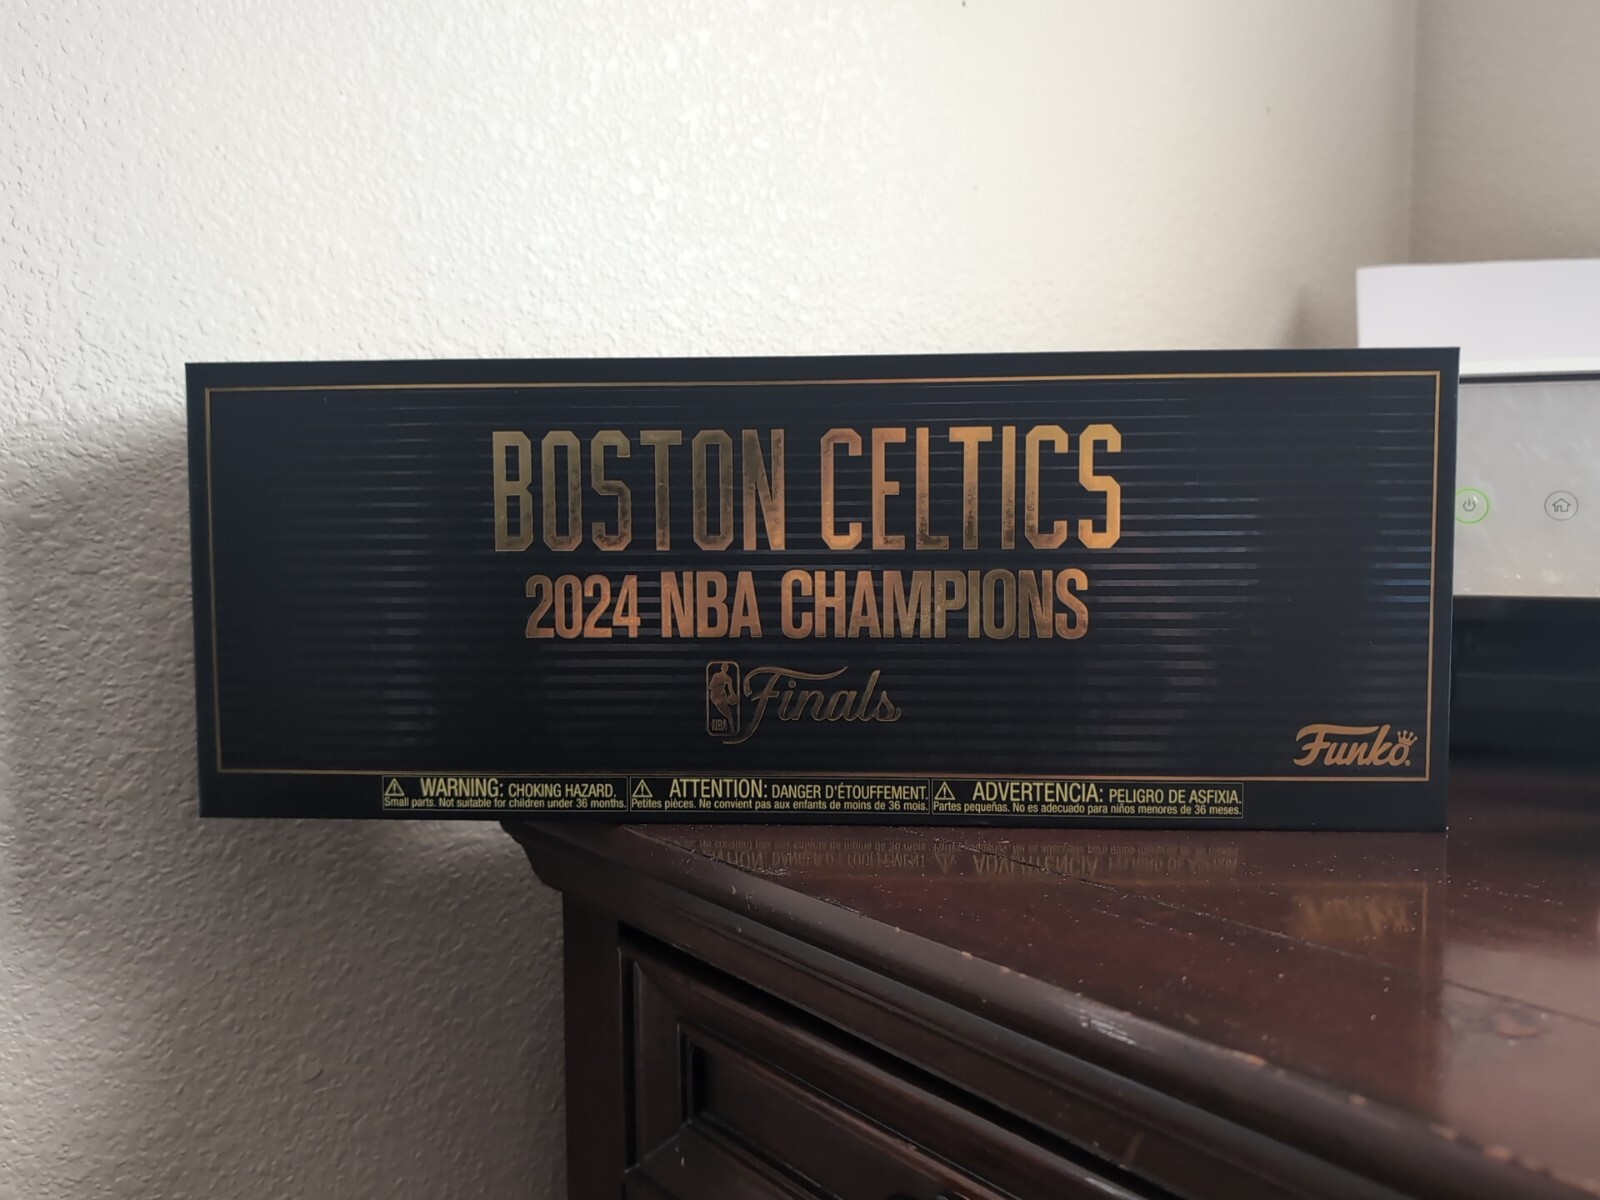 BOSTON CELTICS
2024 NBA CHAMPIONS
NBA Finals
Funko
WARNING: CHOKING HAZARD.
Small parts. Not suitable for children under 36 months.
ATTENTION: DANGER D'ÉTOUFFEMENT.
Petites pièces. Ne convient pas aux enfants de moins de 36 mois.
ADVERTENCIA: PELIGRO DE ASFIXIA.
Partes pequeñas. No es adecuado para niños menores de 36 meses.